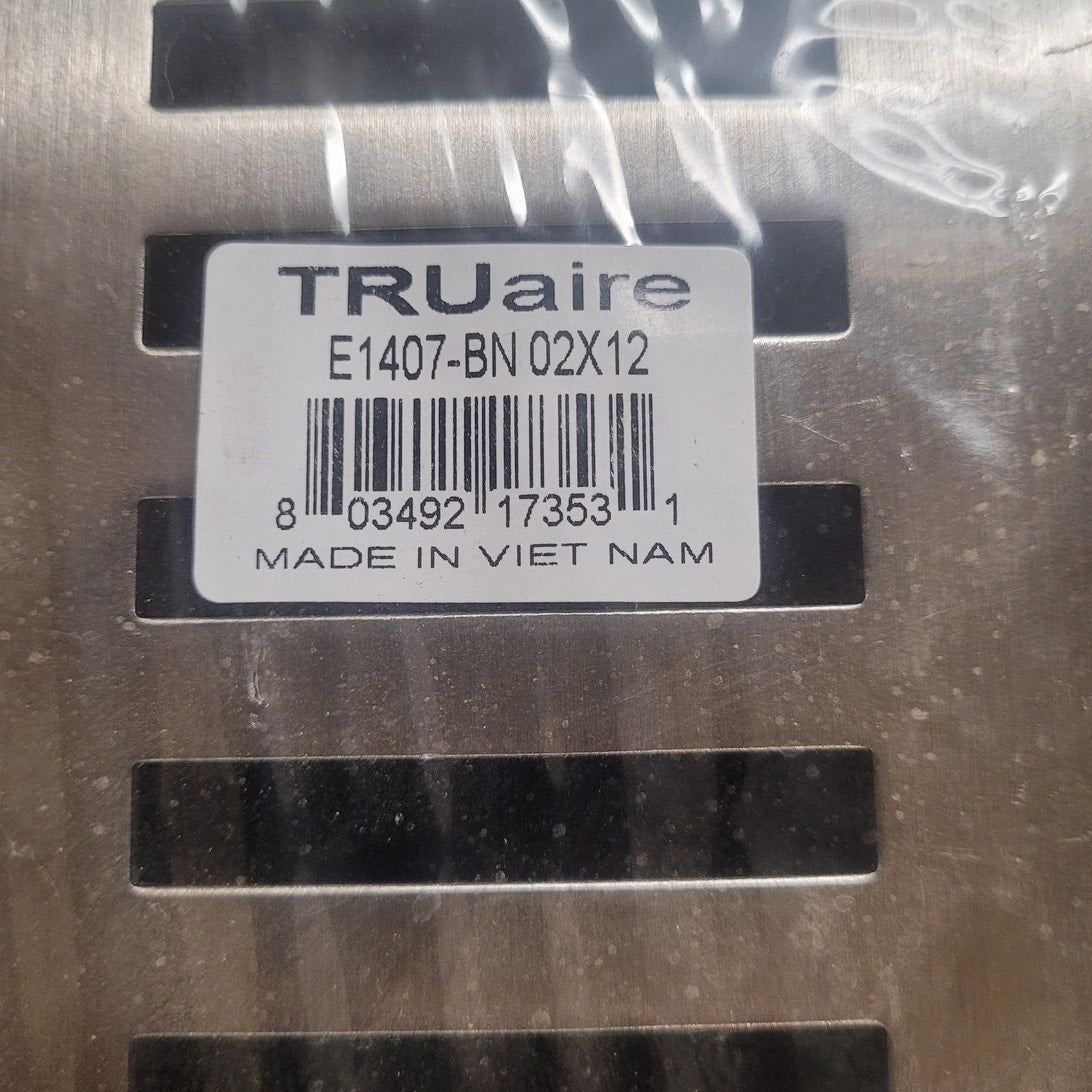 TRUaire
E1407-BN 02X12
8 03492 17353 1
MADE IN VIET NAM